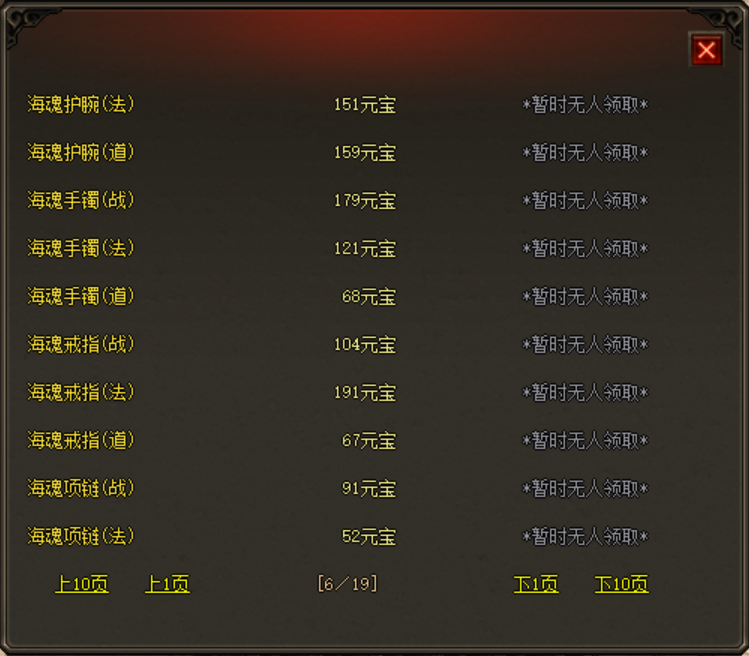 海魂护腕(法) 151元宝 *暂时无人领取*
海魂护腕(道) 159元宝 *暂时无人领取*
海魂手镯(战) 179元宝 *暂时无人领取*
海魂手镯(法) 121元宝 *暂时无人领取*
海魂手镯(道) 68元宝 *暂时无人领取*
海魂戒指(战) 104元宝 *暂时无人领取*
海魂戒指(法) 191元宝 *暂时无人领取*
海魂戒指(道) 67元宝 *暂时无人领取*
海魂项链(战) 91元宝 *暂时无人领取*
海魂项链(法) 52元宝 *暂时无人领取*
上10页 上1页 [6/19] 下1页 下10页